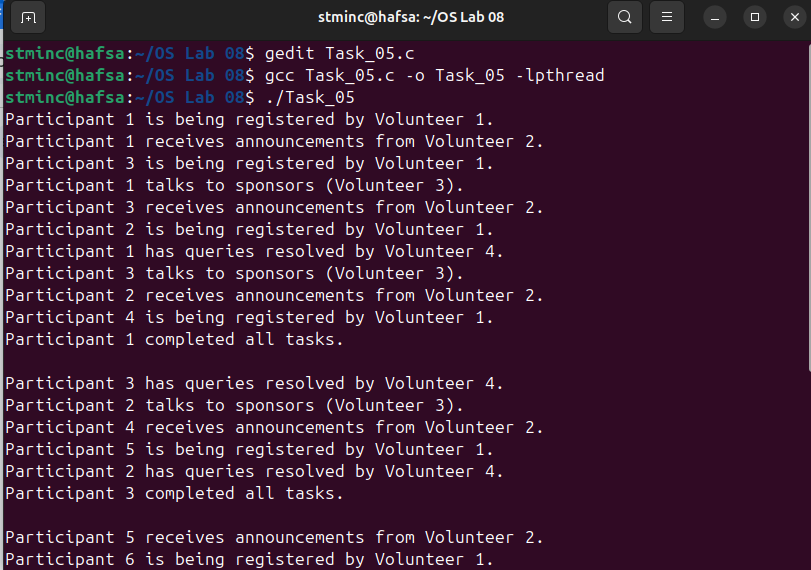 stminc@hafsa: ~/OS Lab 08
stminc@hafsa:~/OS Lab 08$ gedit Task_05.c
stminc@hafsa:~/OS Lab 08$ gcc Task_05.c -o Task_05 -lpthread
stminc@hafsa:~/OS Lab 08$ ./Task_05
Participant 1 is being registered by Volunteer 1.
Participant 1 receives announcements from Volunteer 2.
Participant 3 is being registered by Volunteer 1.
Participant 1 talks to sponsors (Volunteer 3).
Participant 3 receives announcements from Volunteer 2.
Participant 2 is being registered by Volunteer 1.
Participant 1 has queries resolved by Volunteer 4.
Participant 3 talks to sponsors (Volunteer 3).
Participant 2 receives announcements from Volunteer 2.
Participant 4 is being registered by Volunteer 1.
Participant 1 completed all tasks.
Participant 3 has queries resolved by Volunteer 4.
Participant 2 talks to sponsors (Volunteer 3).
Participant 4 receives announcements from Volunteer 2.
Participant 5 is being registered by Volunteer 1.
Participant 2 has queries resolved by Volunteer 4.
Participant 3 completed all tasks.
Participant 5 receives announcements from Volunteer 2.
Participant 6 is being registered by Volunteer 1.